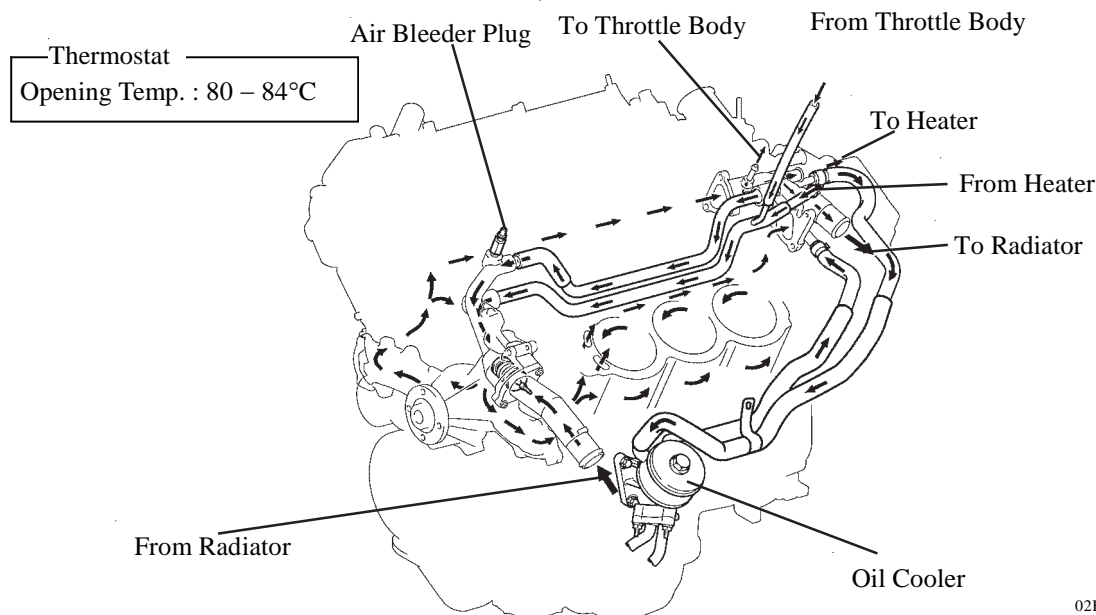 Air Bleeder Plug
To Throttle Body
From Throttle Body
Thermostat
Opening Temp. : 80 – 84°C
To Heater
From Heater
To Radiator
From Radiator
Oil Cooler